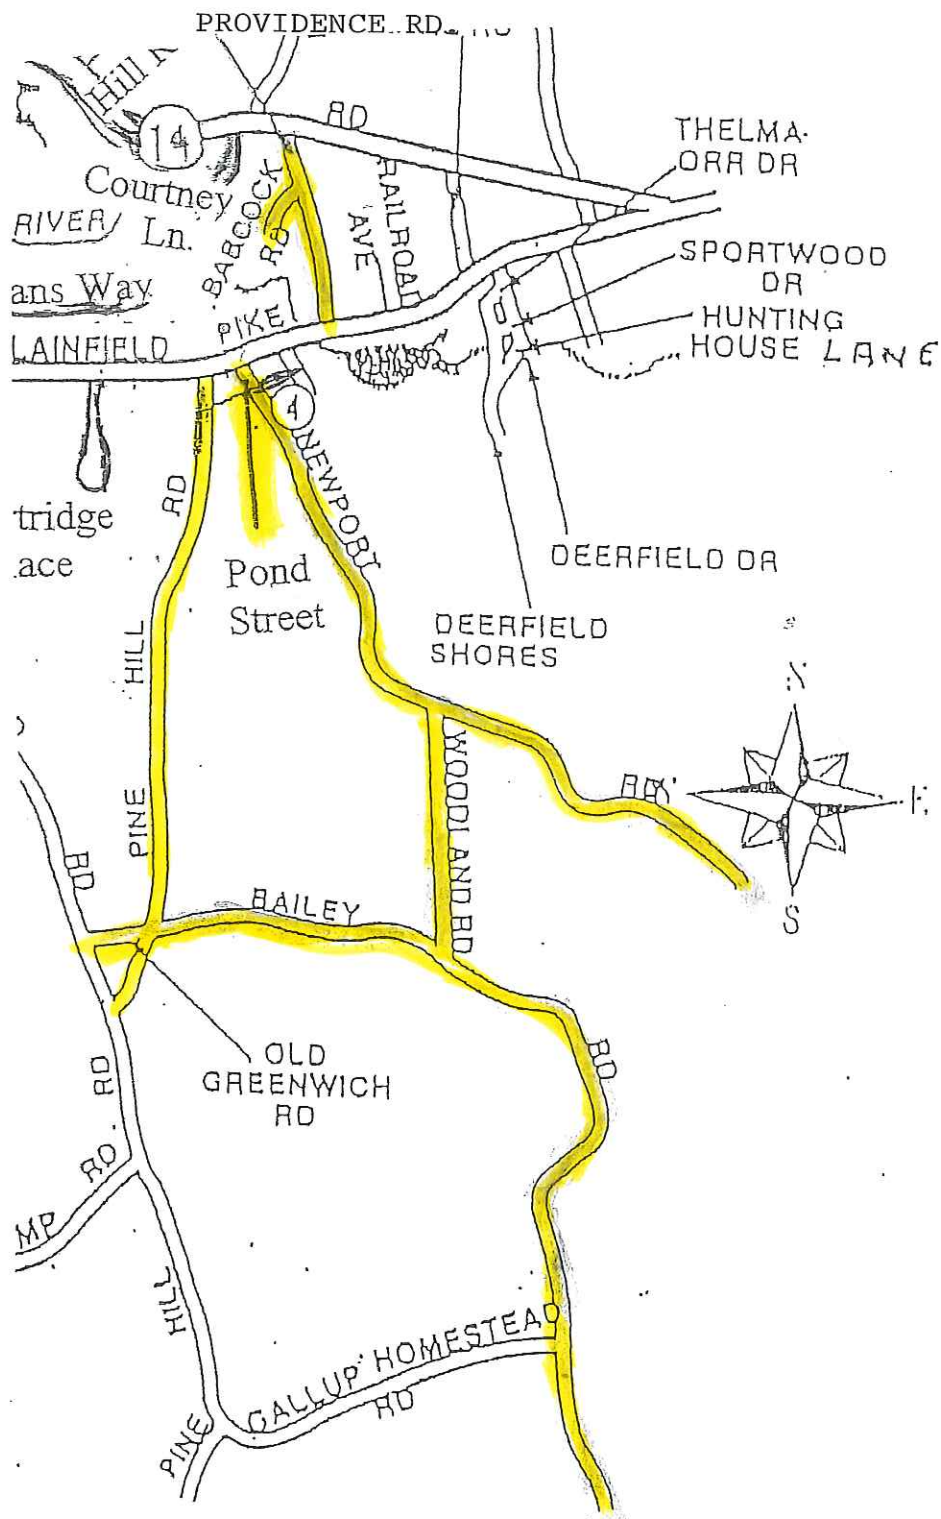 PROVIDENCE RD
Hill
14
RD
THELMA
ORR DR
Courtney
Ln.
RIVER
BABCOCK
RD
RAILROAD
AVE
SPORTWOOD
DR
ans Way
PIKE
HUNTING
HOUSE LANE
LAINFIELD
4
NEWPORT
RD
RD
tridge
ace
Pond
Street
DEERFIELD DR
DEERFIELD
SHORES
PINE HILL
WOODLAND RD
N
E
S
RD
BAILEY
RD
OLD
GREENWICH
RD
RD
RD
MP
HILL
PINE
GALLUP HOMESTEAD
RD